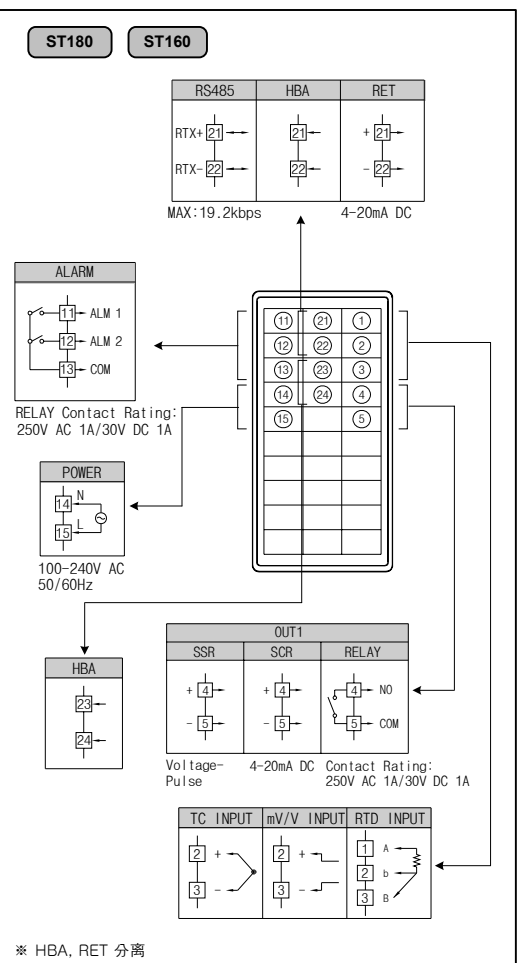 ST180 ST160
RS485 HBA RET
RTX+ 21 21 + 21
RTX- 22 22 - 22
MAX:19.2kbps 4-20mA DC
ALARM
11 ALM 1
12 ALM 2
13 COM
RELAY Contact Rating:
250V AC 1A/30V DC 1A
11 21 1
12 22 2
13 23 3
14 24 4
15 5
POWER
14 N
15 L
100-240V AC
50/60Hz
HBA
23
24
OUT1
SSR SCR RELAY
+ 4 + 4 4 NO
- 5 - 5 5 COM
Voltage- 4-20mA DC Contact Rating:
Pulse 250V AC 1A/30V DC 1A
TC INPUT mV/V INPUT RTD INPUT
1 A
2 + 2 + 2 b
3 - 3 - 3 B
※ HBA, RET 分离